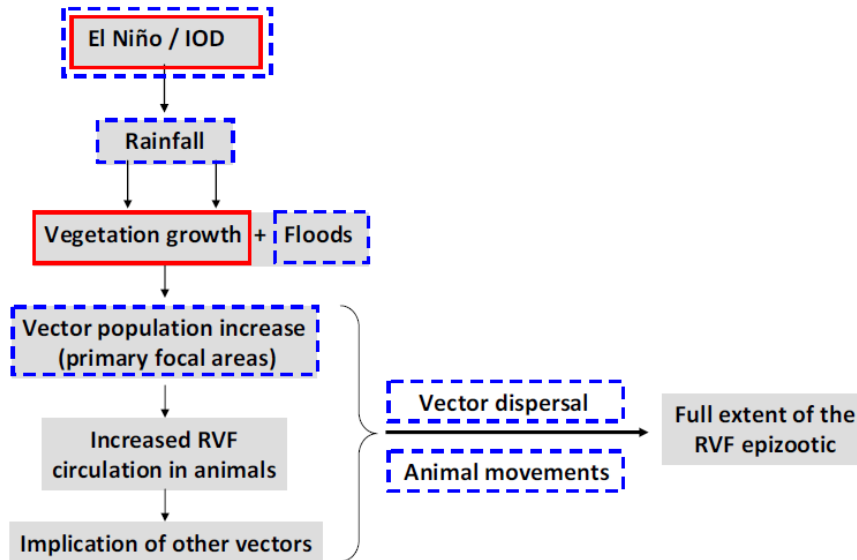 El Niño / IOD
Rainfall
Vegetation growth + Floods
Vector population increase
(primary focal areas)
Increased RVF
circulation in animals
Implication of other vectors
Vector dispersal
Animal movements
Full extent of the
RVF epizootic